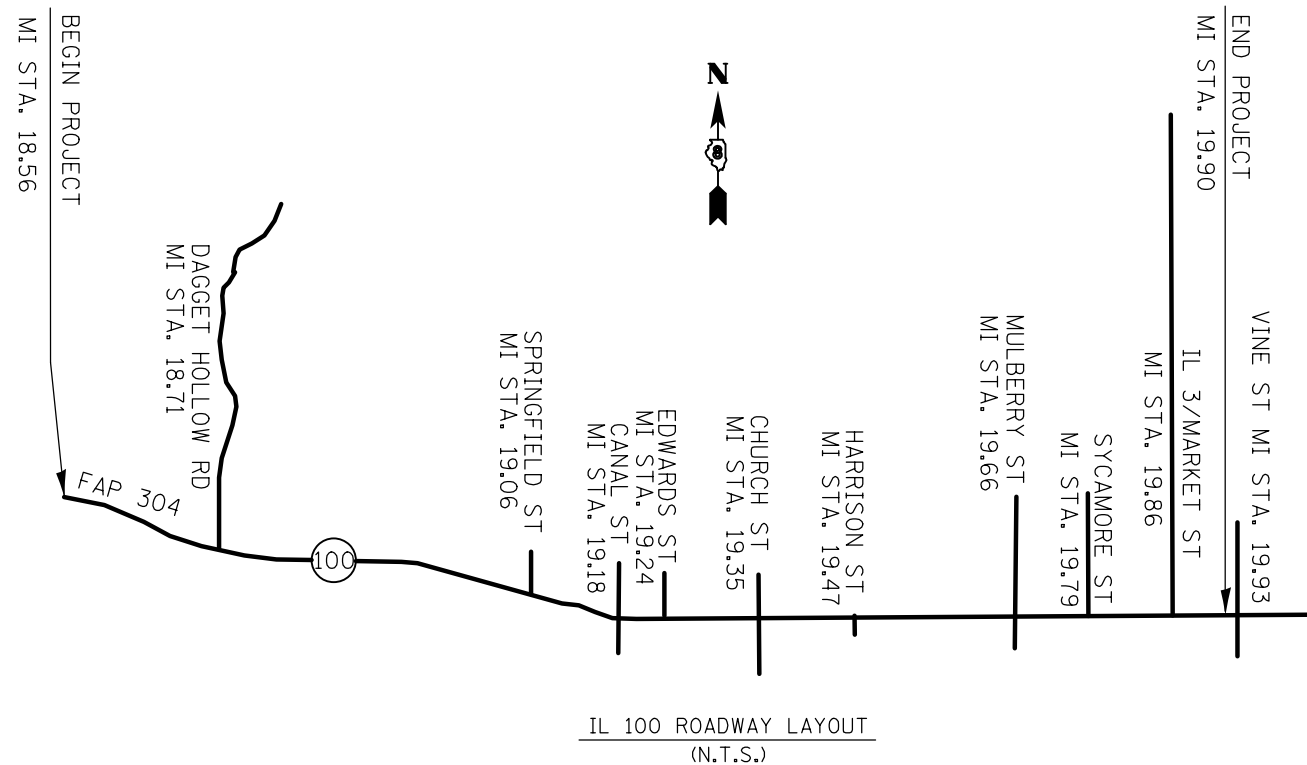 BEGIN PROJECT
MI STA. 18.56
FAP 304
DAGGET HOLLOW RD
MI STA. 18.71
100
N
8
SPRINGFIELD ST
MI STA. 19.06
CANAL ST
MI STA. 19.18
EDWARDS ST
MI STA. 19.24
CHURCH ST
MI STA. 19.35
HARRISON ST
MI STA. 19.47
MULBERRY ST
MI STA. 19.66
SYCAMORE ST
MI STA. 19.79
IL 3/MARKET ST
MI STA. 19.86
END PROJECT
MI STA. 19.90
VINE ST MI STA. 19.93
IL 100 ROADWAY LAYOUT
(N.T.S.)